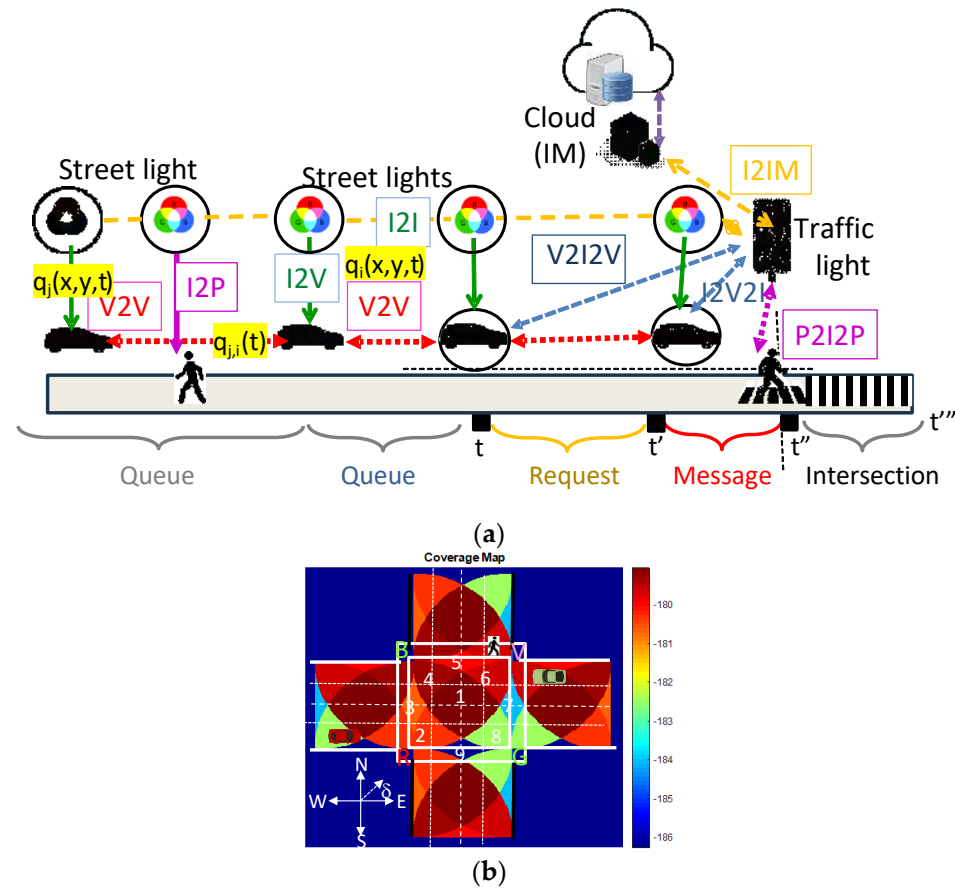 Cloud
(IM)
I2IM
Street light
Street lights
R
G B
R
G B
R
G B
R
G B
I2I
Traffic
light
V2I2V
qj(x,y,t)
I2P
I2V
qi(x,y,t)
I2V2I
V2V
V2V
qj,i(t)
P2I2P
t
t'
t"
t'"
Queue
Queue
Request
Message
Intersection
(a)
Coverage Map
B
V
5
4
6
1
3
7
2
8
R
9
G
N
δ
W
E
S
-180
-181
-182
-183
-184
-185
-186
(b)